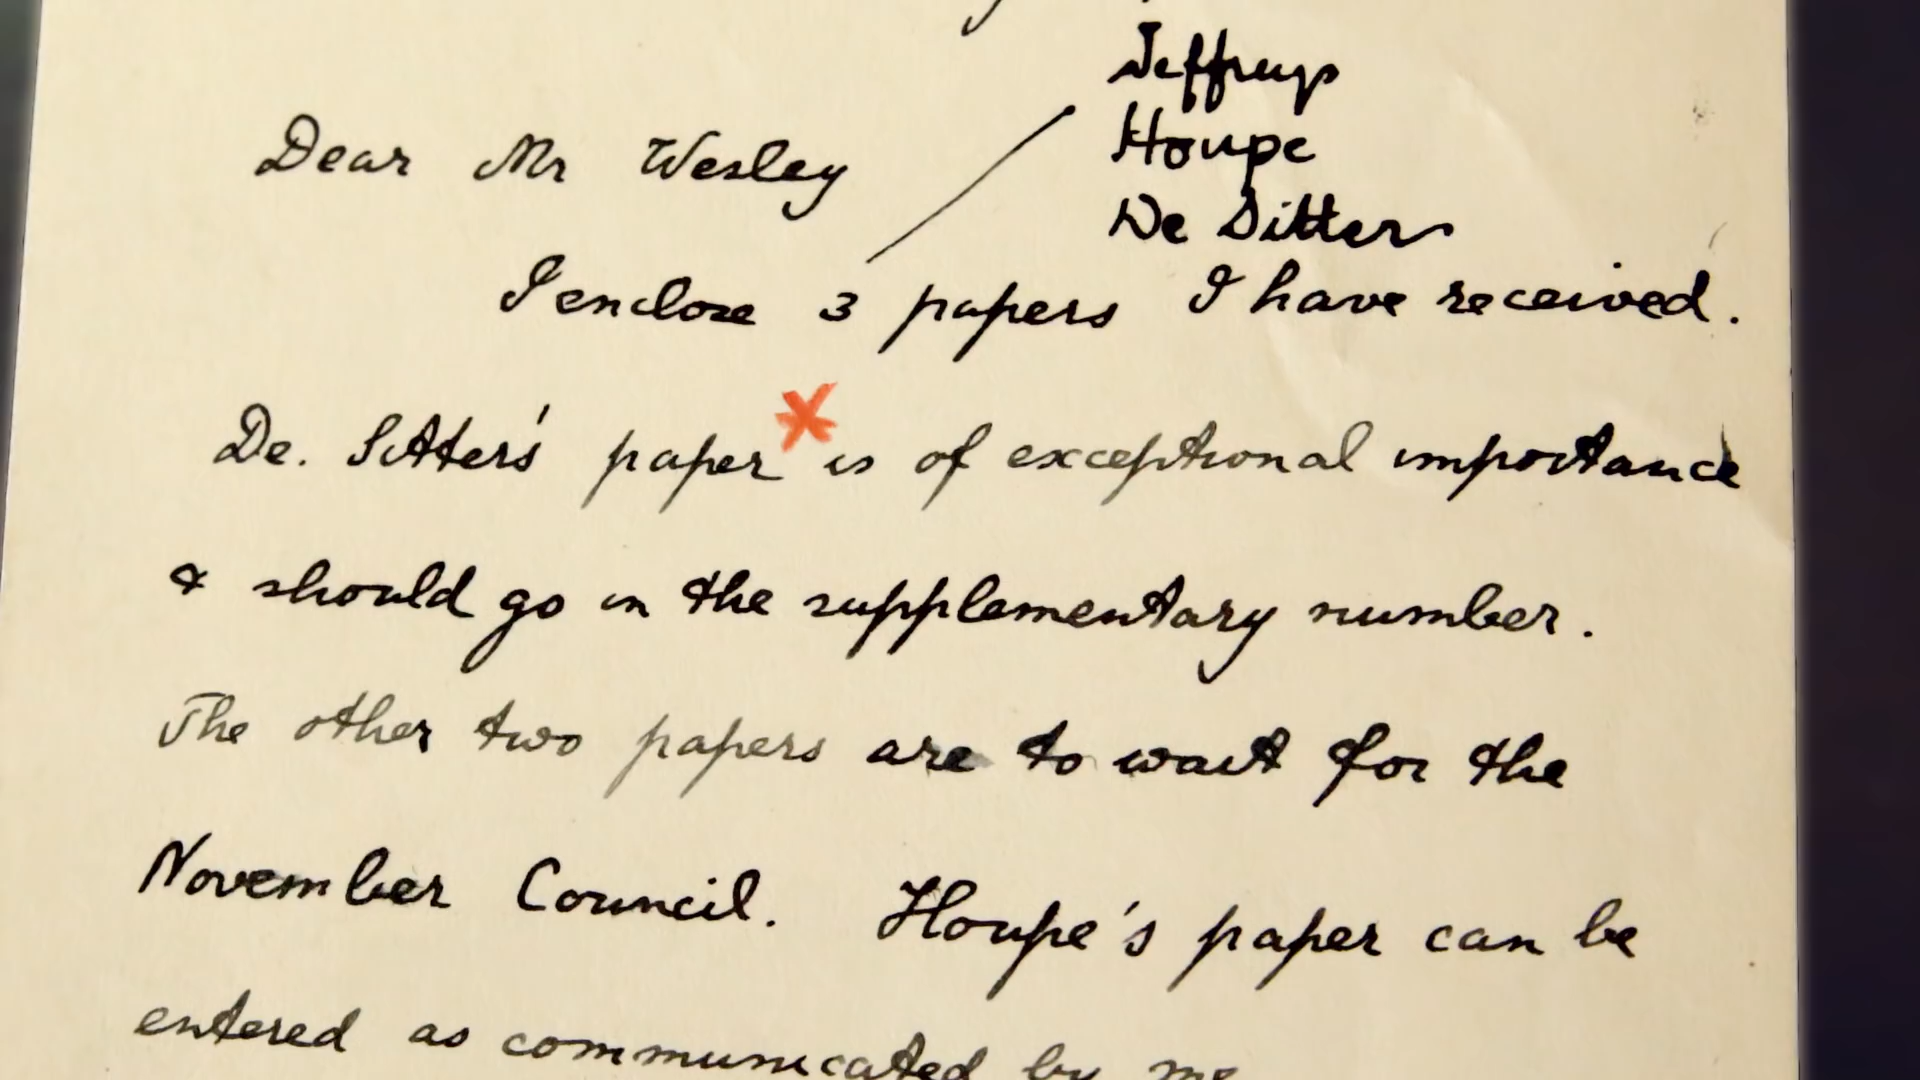 Jeffreys
Houpe
De Sitter
Dear Mr Wesley
I enclose 3 papers I have received.
De. Sitter's paper is of exceptional importance
& should go in the supplementary number.
The other two papers are to wait for the
November Council. Houpe's paper can be
entered as communicated by me